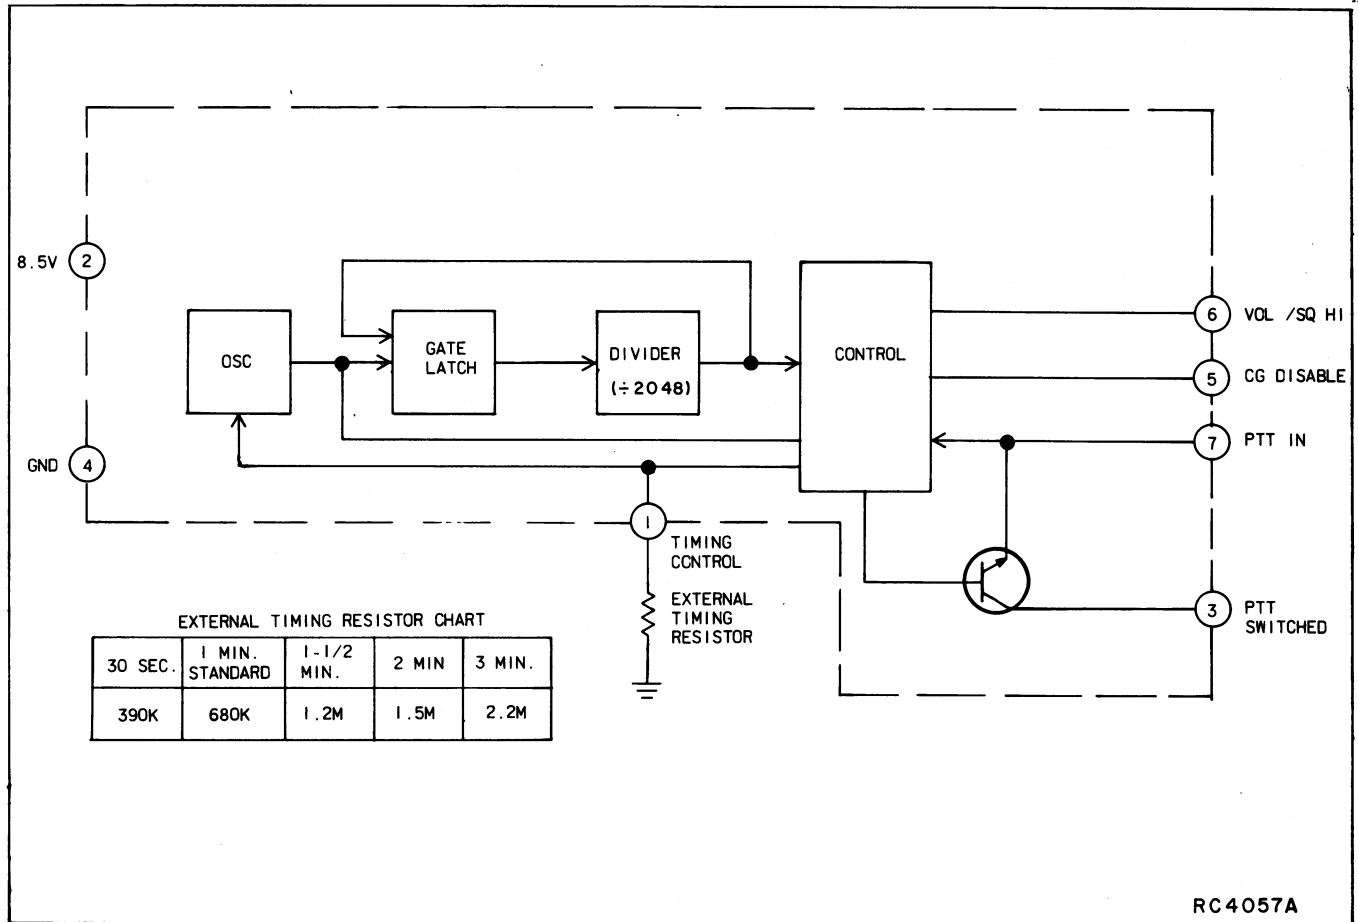 8.5V 2
GND 4
OSC
GATE
LATCH
DIVIDER
(÷2048)
CONTROL
6 VOL /SQ HI
5 CG DISABLE
7 PTT IN
3 PTT
SWITCHED
1
TIMING
CONTROL
EXTERNAL
TIMING
RESISTOR
EXTERNAL TIMING RESISTOR CHART
30 SEC. 1 MIN. STANDARD 1-1/2 MIN. 2 MIN 3 MIN.
390K 680K 1.2M 1.5M 2.2M
RC4057A